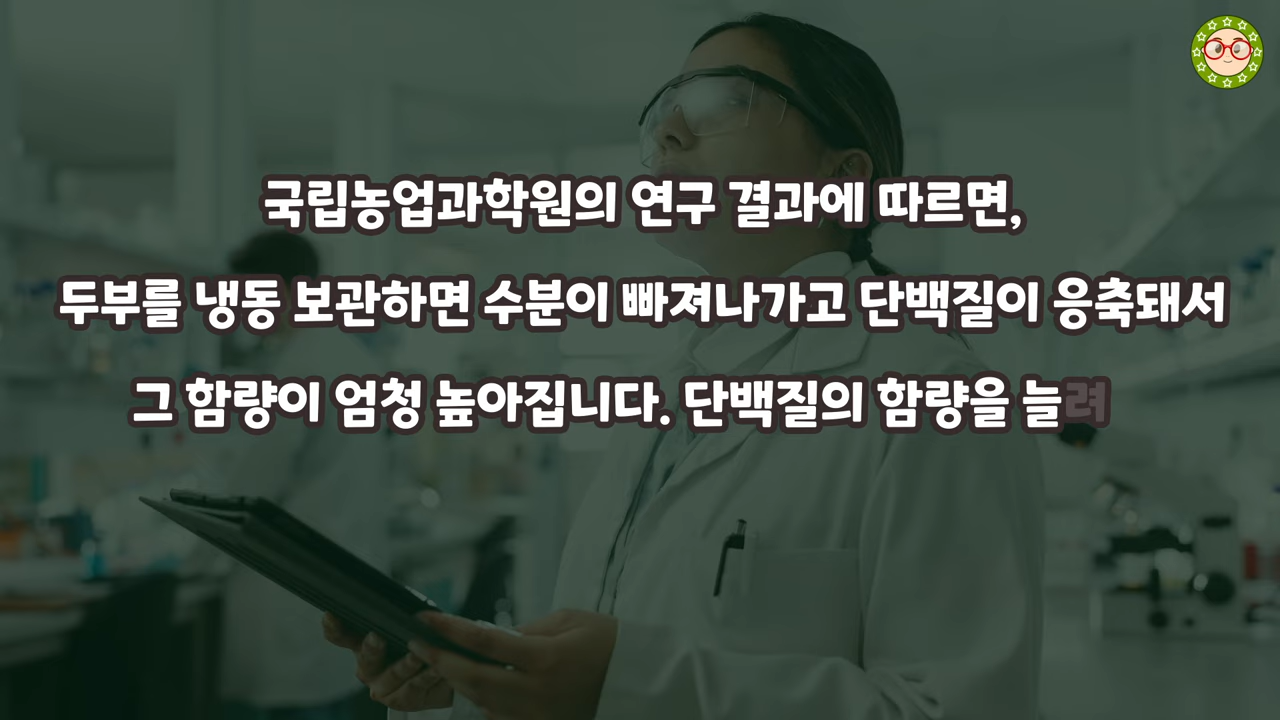 국립농업과학원의 연구 결과에 따르면,
두부를 냉동 보관하면 수분이 빠져나가고 단백질이 응축돼서
그 함량이 엄청 높아집니다. 단백질의 함량을 늘려